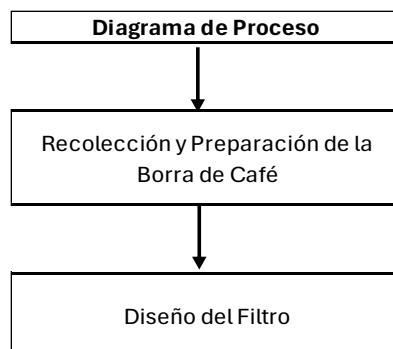 Diagrama de Proceso
Recolección y Preparación de la
Borra de Café
Diseño del Filtro